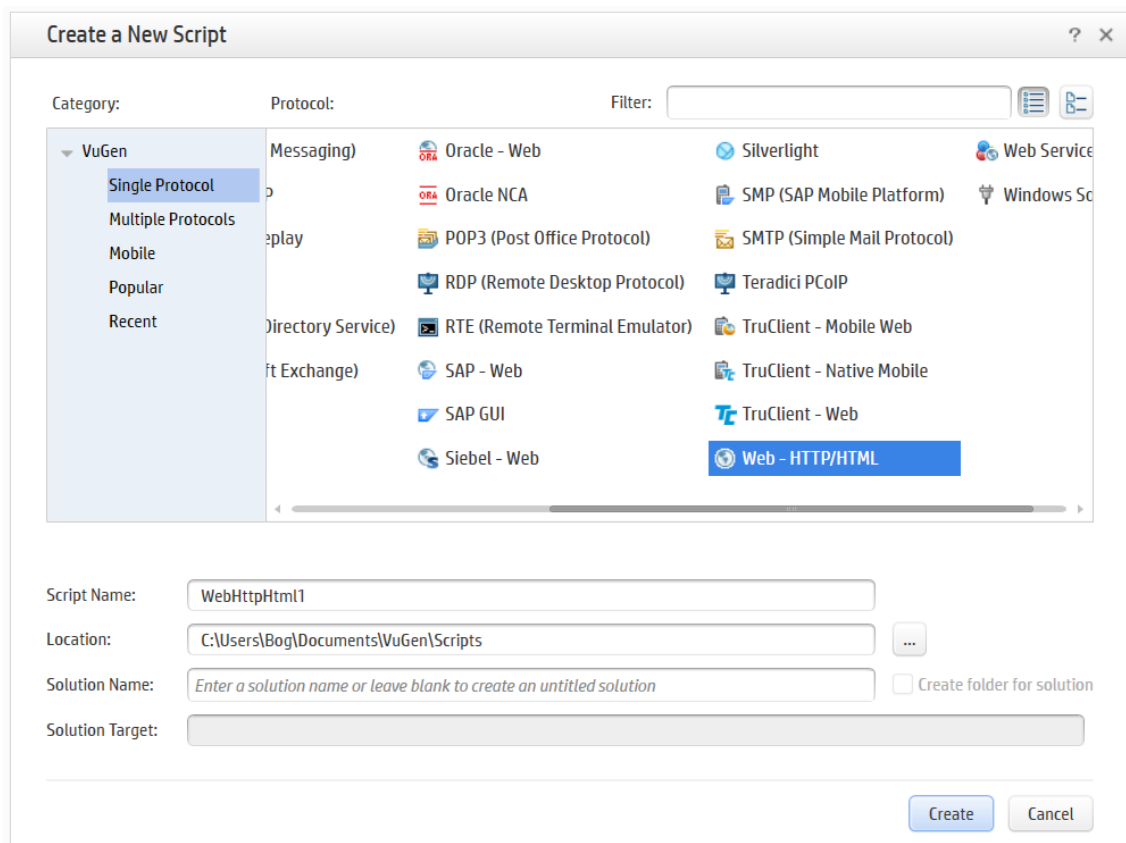 Create a New Script
?
Category:
Protocol:
Filter:
VuGen
Single Protocol
Multiple Protocols
Mobile
Popular
Recent
Messaging)
P
eplay
Directory Service)
ft Exchange)
ORA Oracle - Web
ORA Oracle NCA
POP3 (Post Office Protocol)
RDP (Remote Desktop Protocol)
RTE (Remote Terminal Emulator)
SAP - Web
SAP GUI
Siebel - Web
Silverlight
SMP (SAP Mobile Platform)
SMTP (Simple Mail Protocol)
Teradici PCoIP
TruClient - Mobile Web
TruClient - Native Mobile
TruClient - Web
Web - HTTP/HTML
Web Service
Windows So
Script Name: WebHttpHtml1
Location: C:\Users\Bog\Documents\VuGen\Scripts
...
Solution Name: Enter a solution name or leave blank to create an untitled solution
Create folder for solution
Solution Target:
Create
Cancel